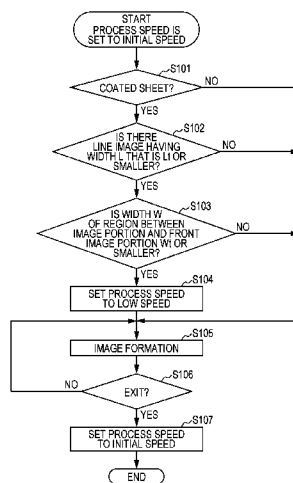 START
PROCESS SPEED IS
SET TO INITIAL SPEED
S101
COATED SHEET?
NO
YES
S102
IS THERE
LINE IMAGE HAVING
WIDTH L THAT IS Lt OR
SMALLER?
NO
YES
S103
IS WIDTH W
OF REGION BETWEEN
IMAGE PORTION AND FRONT
IMAGE PORTION Wt OR
SMALLER?
NO
YES
S104
SET PROCESS SPEED
TO LOW SPEED
S105
IMAGE FORMATION
S106
NO
EXIT?
YES
S107
SET PROCESS SPEED
TO INITIAL SPEED
END